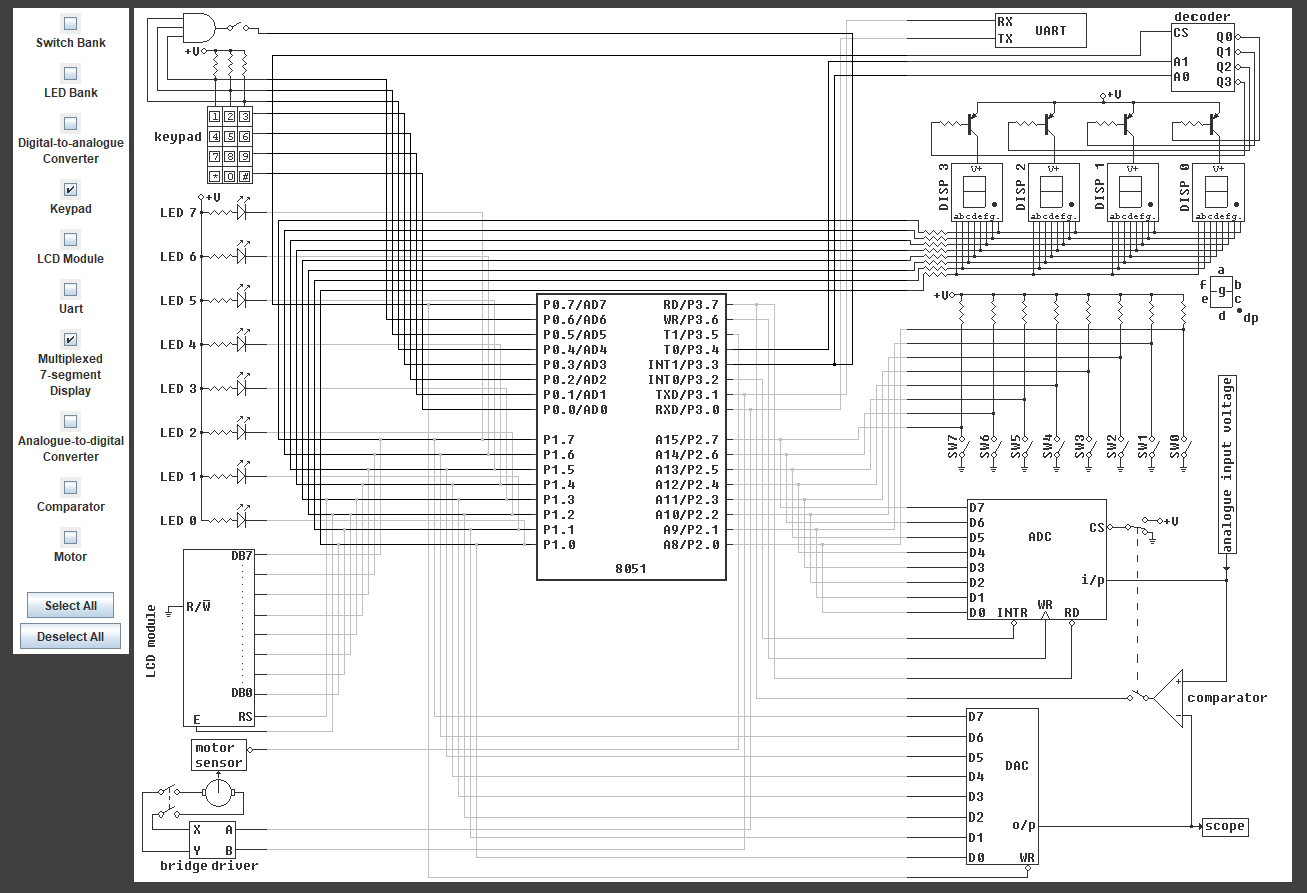 Switch Bank
LED Bank
Digital-to-analogue
Converter
Keypad
LCD Module
Uart
Multiplexed
7-segment
Display
Analogue-to-digital
Converter
Comparator
Motor
Select All
Deselect All
+V
keypad
1 2 3
4 5 6
7 8 9
* 0 #
+V
LED 7
LED 6
LED 5
LED 4
LED 3
LED 2
LED 1
LED 0
LCD module
R/W̅
DB7
DB0
RS
E
motor
sensor
X A
Y B
bridge driver
P0.7/AD7 RD/P3.7
P0.6/AD6 WR/P3.6
P0.5/AD5 T1/P3.5
P0.4/AD4 T0/P3.4
P0.3/AD3 INT1/P3.3
P0.2/AD2 INT0/P3.2
P0.1/AD1 TXD/P3.1
P0.0/AD0 RXD/P3.0
P1.7 A15/P2.7
P1.6 A14/P2.6
P1.5 A13/P2.5
P1.4 A12/P2.4
P1.3 A11/P2.3
P1.2 A10/P2.2
P1.1 A9/P2.1
P1.0 A8/P2.0
8051
RX
TX
UART
decoder
CS
A1
A0
Q0
Q1
Q2
Q3
+V
DISP 3
V+
abcdefg.
DISP 2
V+
abcdefg.
DISP 1
V+
abcdefg.
DISP 0
V+
abcdefg.
a
f b
g
e c
d dp
+V
SW7 SW6 SW5 SW4 SW3 SW2 SW1 SW0
analogue input voltage
D7
D6
D5
D4
D3
D2
D1
D0
ADC
CS
+V
i/p
INTR WR RD
comparator
+
-
D7
D6
D5
D4
D3
D2
D1
D0
DAC
o/p
WR
scope